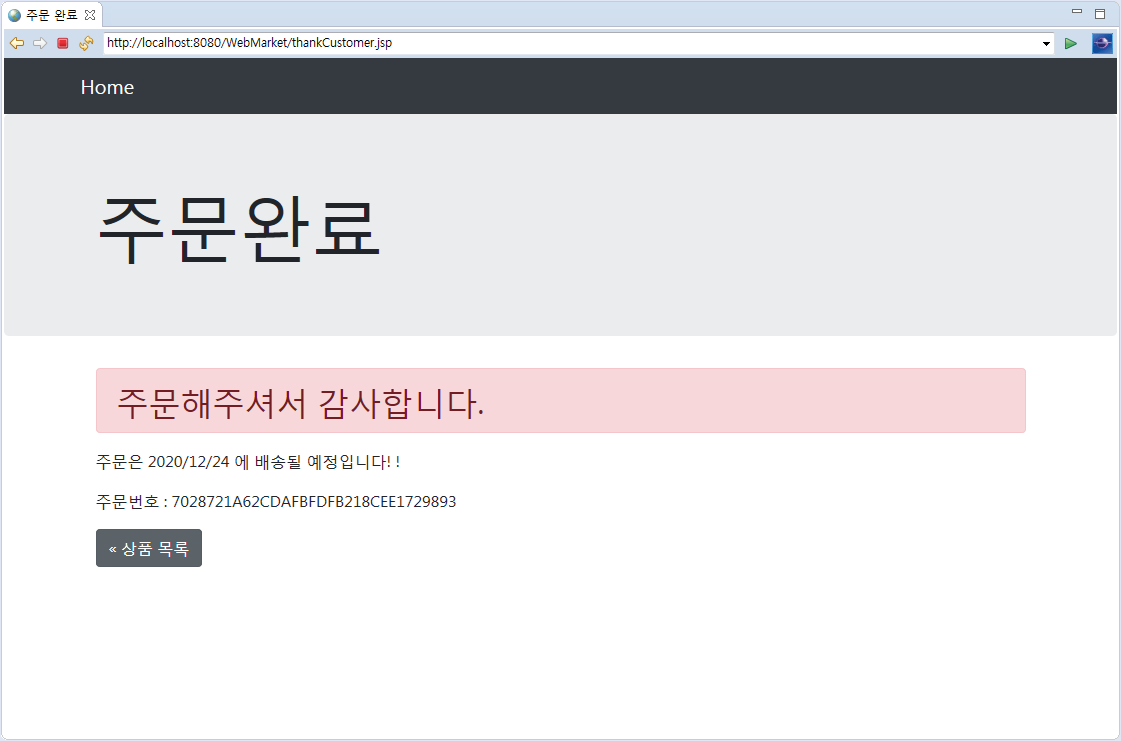 주문 완료
http://localhost:8080/WebMarket/thankCustomer.jsp
Home
주문완료
주문해주셔서 감사합니다.
주문은 2020/12/24 에 배송될 예정입니다! !
주문번호 : 7028721A62CDAFBFDFB218CEE1729893
« 상품 목록